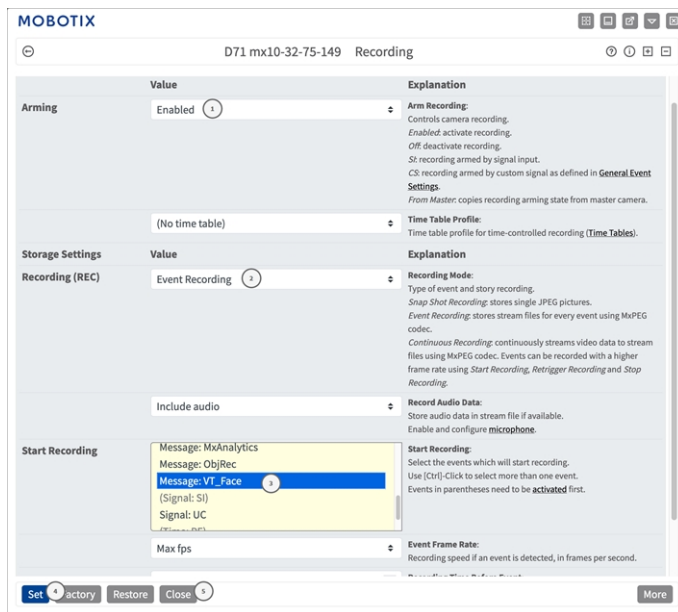 MOBOTIX
D71 mx10-32-75-149 Recording
Value Explanation
Arming
Enabled 1
Arm Recording:
Controls camera recording.
Enabled: activate recording.
Off: deactivate recording.
SI: recording armed by signal input.
CS: recording armed by custom signal as defined in General Event
Settings.
From Master: copies recording arming state from master camera.
(No time table)
Time Table Profile:
Time table profile for time-controlled recording (Time Tables).
Storage Settings Value Explanation
Recording (REC)
Event Recording 2
Recording Mode:
Type of event and story recording.
Snap Shot Recording: stores single JPEG pictures.
Event Recording: stores stream files for every event using MxPEG
codec.
Continuous Recording: continuously streams video data to stream
files using MxPEG codec. Events can be recorded with a higher
frame rate using Start Recording, Retrigger Recording and Stop
Recording.
Include audio
Record Audio Data:
Store audio data in stream file if available.
Enable and configure microphone.
Start Recording
Message: MxAnalytics
Message: ObjRec
Message: VT_Face 3
(Signal: SI)
Signal: UC
Start Recording:
Select the events which will start recording.
Use [Ctrl]-Click to select more than one event.
Events in parentheses need to be activated first.
Max fps
Event Frame Rate:
Recording speed if an event is detected, in frames per second.
Recording Time Before Event:
Set 4 actory Restore Close 5 More